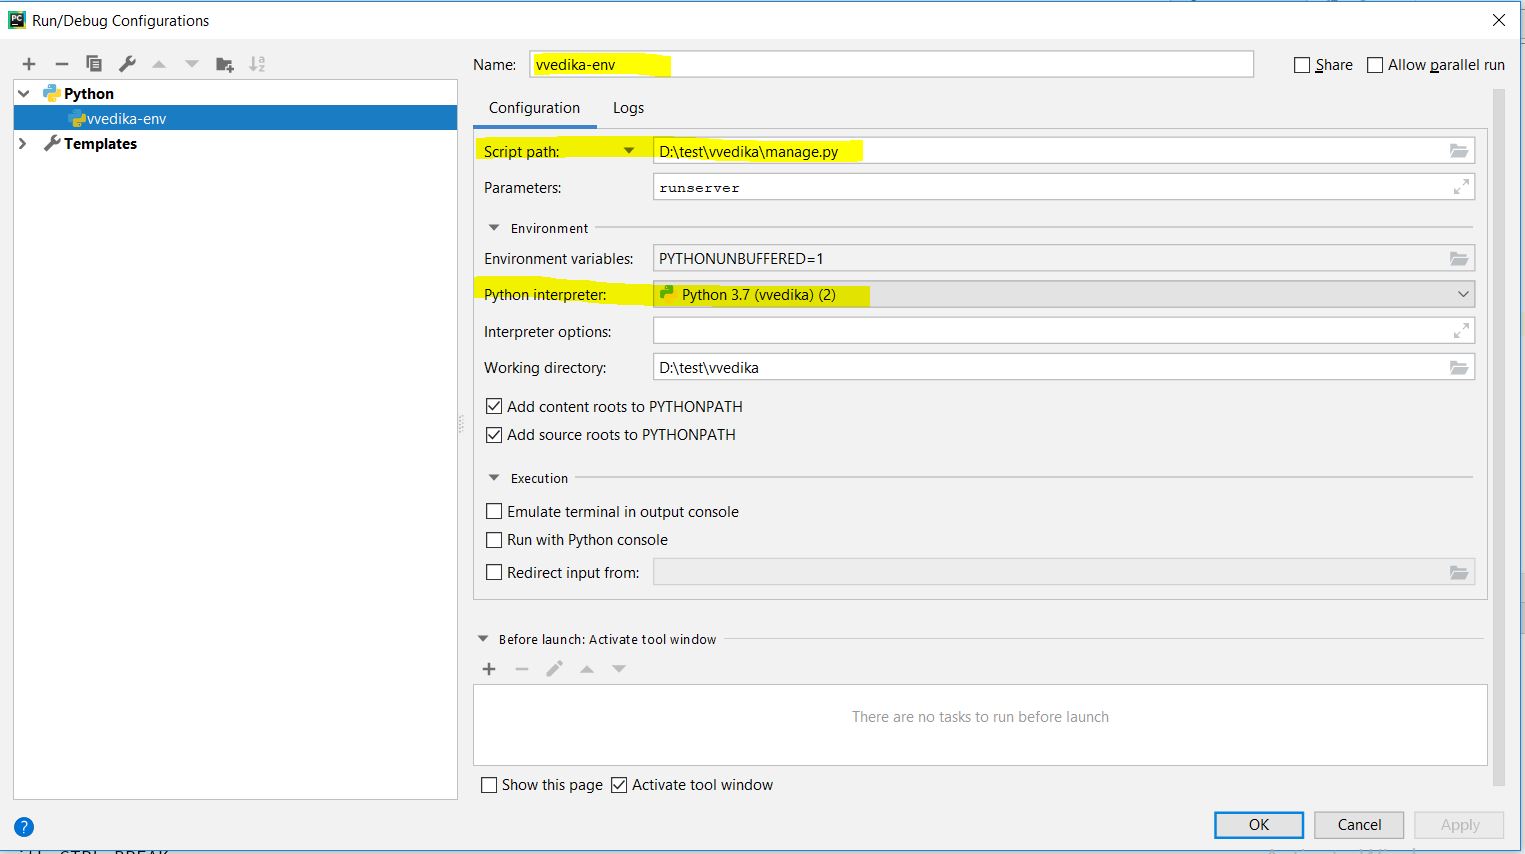 Run/Debug Configurations
Name: vvedika-env Share Allow parallel run
Python
vvedika-env
Templates
Configuration Logs
Script path: D:\test\vvedika\manage.py
Parameters: runserver
Environment
Environment variables: PYTHONUNBUFFERED=1
Python interpreter: Python 3.7 (vvedika) (2)
Interpreter options:
Working directory: D:\test\vvedika
Add content roots to PYTHONPATH
Add source roots to PYTHONPATH
Execution
Emulate terminal in output console
Run with Python console
Redirect input from:
Before launch: Activate tool window
There are no tasks to run before launch
Show this page Activate tool window
? OK Cancel Apply